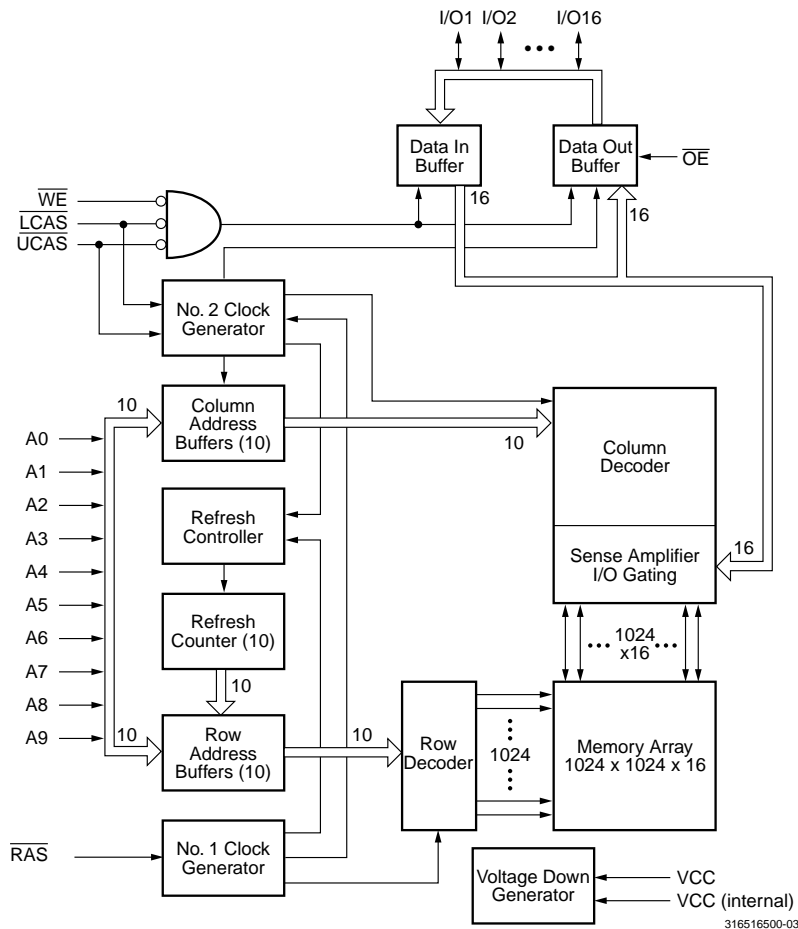 I/O1 I/O2 ••• I/O16
Data In
Buffer
Data Out
Buffer
OE
WE
LCAS
UCAS
16
16
No. 2 Clock
Generator
10
Column
Address
Buffers (10)
10
Column
Decoder
A0
A1
A2
A3
A4
A5
A6
A7
A8
A9
Refresh
Controller
Sense Amplifier
I/O Gating
16
Refresh
Counter (10)
••• 1024 •••
x16
10
10
Row
Address
Buffers (10)
10
Row
Decoder
1024
Memory Array
1024 x 1024 x 16
RAS
No. 1 Clock
Generator
Voltage Down
Generator
VCC
VCC (internal)
316516500-03